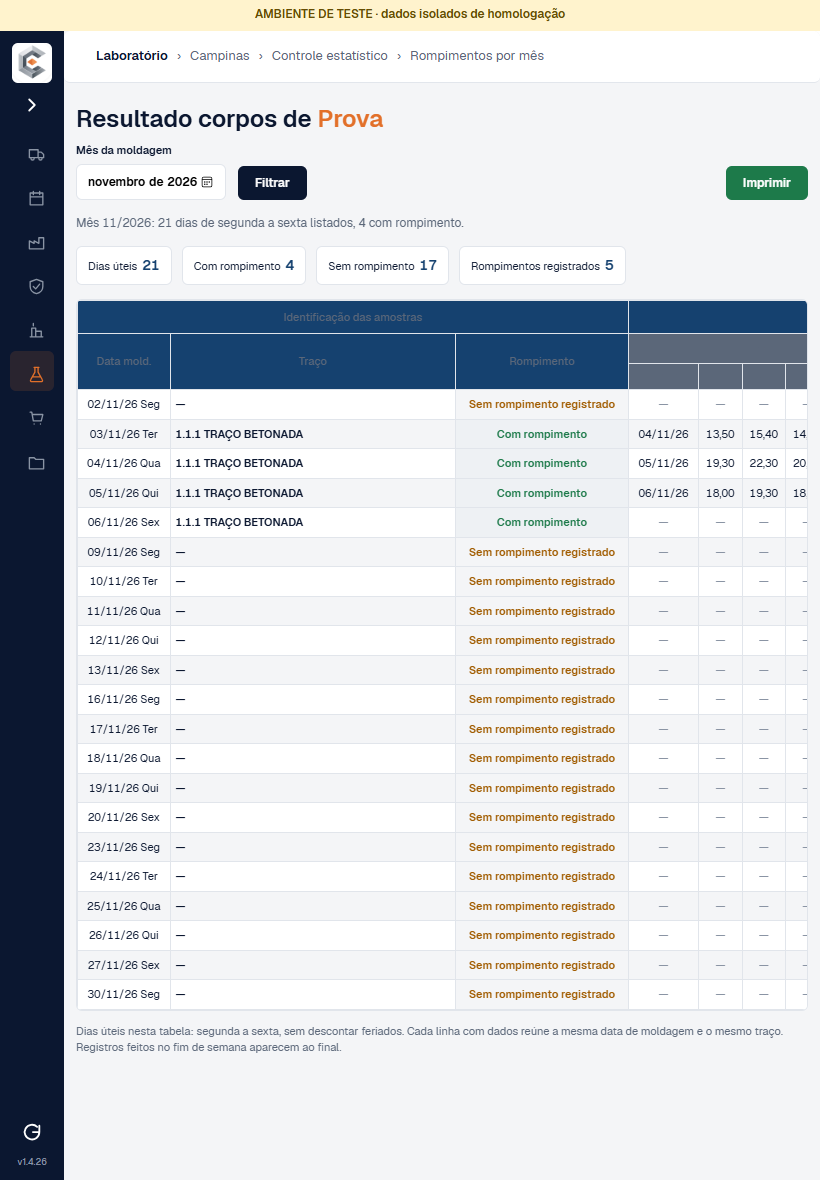 AMBIENTE DE TESTE · dados isolados de homologação
Laboratório › Campinas › Controle estatístico › Rompimentos por mês
Resultado corpos de Prova
Mês da moldagem
novembro de 2026 Filtrar Imprimir
Mês 11/2026: 21 dias de segunda a sexta listados, 4 com rompimento.
Dias úteis 21 Com rompimento 4 Sem rompimento 17 Rompimentos registrados 5
Identificação das amostras
Data mold. Traço Rompimento
02/11/26 Seg — Sem rompimento registrado — — — –
03/11/26 Ter 1.1.1 TRAÇO BETONADA Com rompimento 04/11/26 13,50 15,40 14
04/11/26 Qua 1.1.1 TRAÇO BETONADA Com rompimento 05/11/26 19,30 22,30 20
05/11/26 Qui 1.1.1 TRAÇO BETONADA Com rompimento 06/11/26 18,00 19,30 18
06/11/26 Sex 1.1.1 TRAÇO BETONADA Com rompimento — — — –
09/11/26 Seg — Sem rompimento registrado — — — –
10/11/26 Ter — Sem rompimento registrado — — — –
11/11/26 Qua — Sem rompimento registrado — — — –
12/11/26 Qui — Sem rompimento registrado — — — –
13/11/26 Sex — Sem rompimento registrado — — — –
16/11/26 Seg — Sem rompimento registrado — — — –
17/11/26 Ter — Sem rompimento registrado — — — –
18/11/26 Qua — Sem rompimento registrado — — — –
19/11/26 Qui — Sem rompimento registrado — — — –
20/11/26 Sex — Sem rompimento registrado — — — –
23/11/26 Seg — Sem rompimento registrado — — — –
24/11/26 Ter — Sem rompimento registrado — — — –
25/11/26 Qua — Sem rompimento registrado — — — –
26/11/26 Qui — Sem rompimento registrado — — — –
27/11/26 Sex — Sem rompimento registrado — — — –
30/11/26 Seg — Sem rompimento registrado — — — –
Dias úteis nesta tabela: segunda a sexta, sem descontar feriados. Cada linha com dados reúne a mesma data de moldagem e o mesmo traço.
Registros feitos no fim de semana aparecem ao final.
v1.4.26